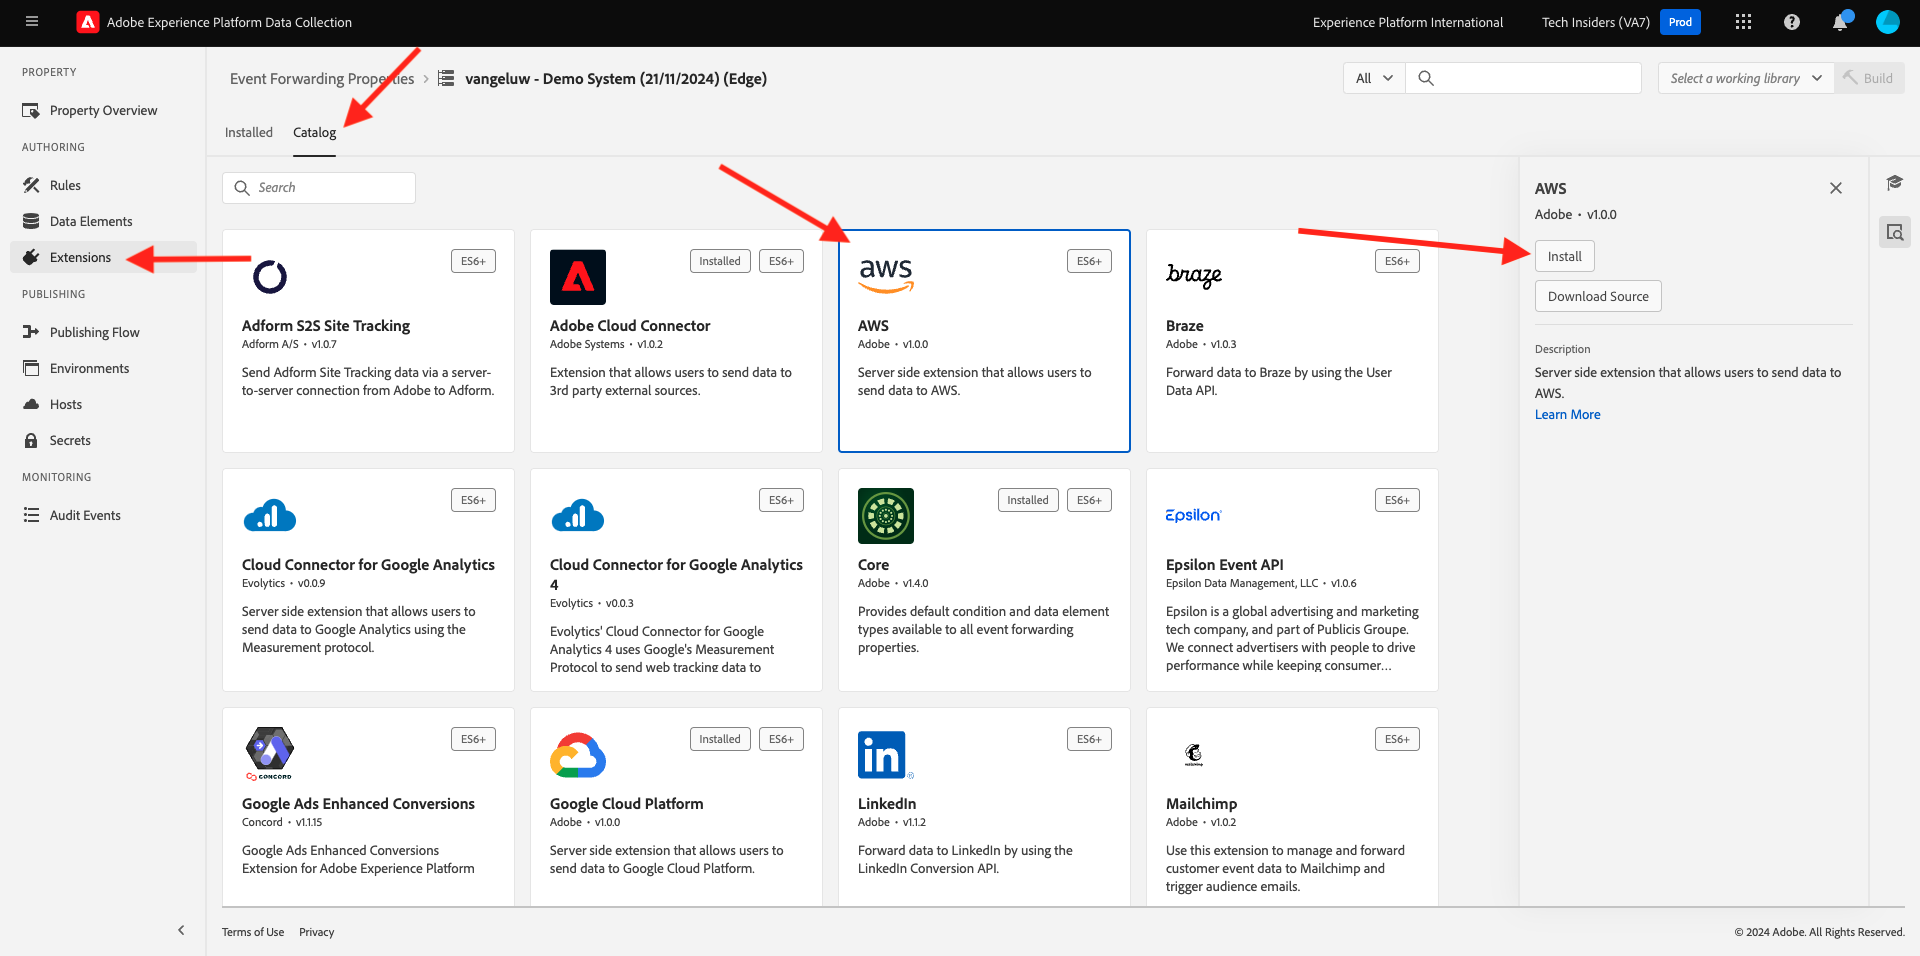 Adobe Experience Platform Data Collection
Experience Platform International
Tech Insiders (VA7)
Prod
PROPERTY
Property Overview
AUTHORING
Rules
Data Elements
Extensions
PUBLISHING
Publishing Flow
Environments
Hosts
Secrets
MONITORING
Audit Events
Event Forwarding Properties
vangeluw - Demo System (21/11/2024) (Edge)
All
Select a working library
Build
Installed
Catalog
Search
ES6+
Adform S2S Site Tracking
Adform A/S • v1.0.7
Send Adform Site Tracking data via a server-
to-server connection from Adobe to Adform.
Installed
ES6+
Adobe Cloud Connector
Adobe Systems • v1.0.2
Extension that allows users to send data to
3rd party external sources.
aws
ES6+
AWS
Adobe • v1.0.0
Server side extension that allows users to
send data to AWS.
braze
ES6+
Braze
Adobe • v1.0.3
Forward data to Braze by using the User
Data API.
ES6+
Cloud Connector for Google Analytics
Evolytics • v0.0.9
Server side extension that allows users to
send data to Google Analytics using the
Measurement protocol.
ES6+
Cloud Connector for Google Analytics
4
Evolytics • v0.0.3
Evolytics' Cloud Connector for Google
Analytics 4 uses Google's Measurement
Protocol to send web tracking data to
Installed
ES6+
Core
Adobe • v1.4.0
Provides default condition and data element
types available to all event forwarding
properties.
Epsilon
ES6+
Epsilon Event API
Epsilon Data Management, LLC • v1.0.6
Epsilon is a global advertising and marketing
tech company, and part of Publicis Groupe.
We connect advertisers with people to drive
performance while keeping consumer...
CONCORD
ES6+
Google Ads Enhanced Conversions
Concord • v1.1.15
Google Ads Enhanced Conversions
Extension for Adobe Experience Platform
Installed
ES6+
Google Cloud Platform
Adobe • v1.0.0
Server side extension that allows users to
send data to Google Cloud Platform.
in
ES6+
LinkedIn
Adobe • v1.1.2
Forward data to LinkedIn by using the
LinkedIn Conversion API.
mailchimp
ES6+
Mailchimp
Adobe • v1.0.2
Use this extension to manage and forward
customer event data to Mailchimp and
trigger audience emails.
AWS
Adobe • v1.0.0
Install
Download Source
Description
Server side extension that allows users to send data to
AWS.
Learn More
Terms of Use
Privacy
© 2024 Adobe. All Rights Reserved.